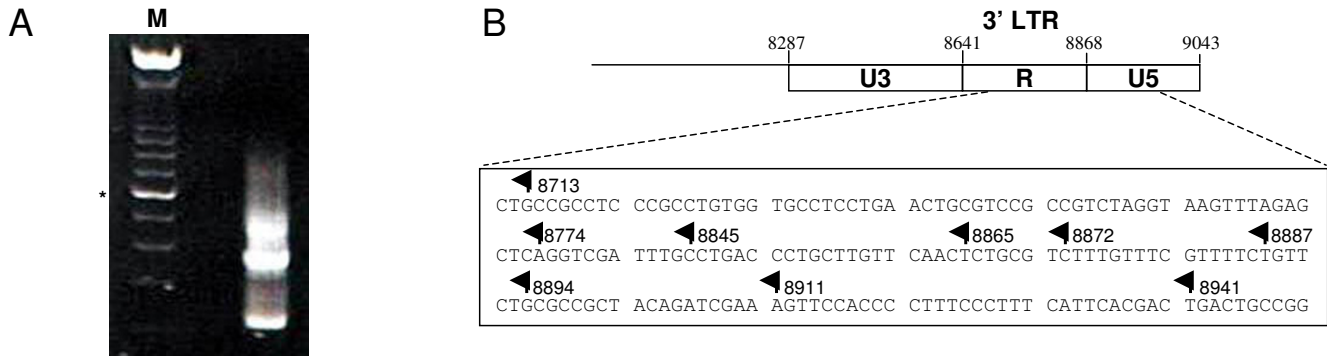 A
M
*
B
3’ LTR
8287 8641 8868 9043
U3 R U5
8713
CTGCCGCCTC CCGCCTGTGG TGCCTCCTGA ACTGCGTCCG CCGTCTAGGT AAGTTTAGAG
8774 8845 8865 8872 8887
CTCAGGTCGA TTTGCCTGAC CCTGCTTGTT CAACTCTGCG TCTTTGTTTC GTTTTCTGTT
8894 8911 8941
CTGCGCCGCT ACAGATCGAA AGTTCCACCC CTTTCCCTTT CATTCACGAC TGACTGCCGG